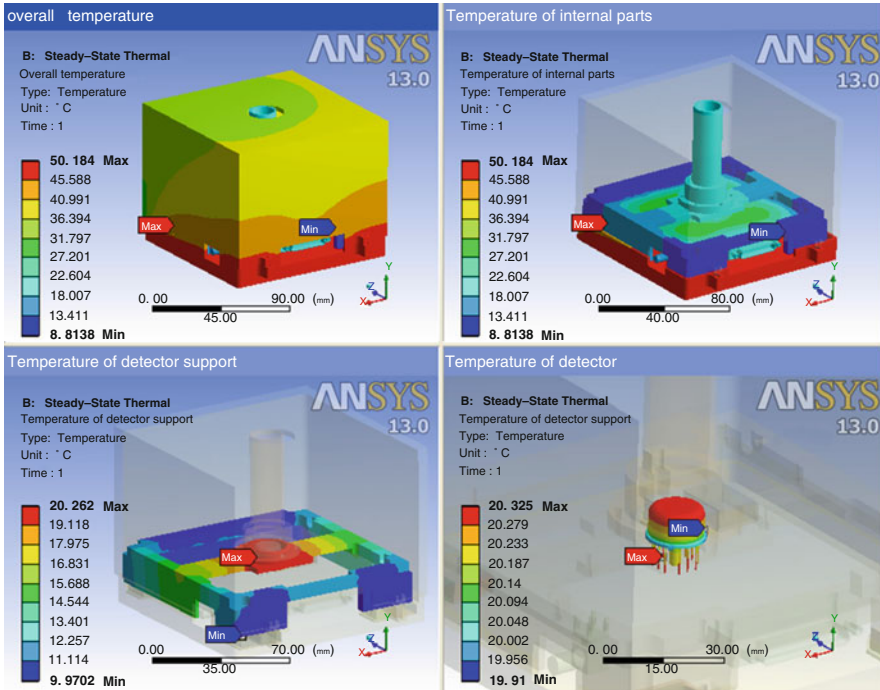 overall temperature
ANSYS
13.0
B: Steady–State Thermal
Overall temperature
Type: Temperature
Unit : ˚ C
Time : 1
50. 184 Max
45.588
40.991
36.394
31.797
27.201
22.604
18.007
13.411
8. 8138 Min
Max
Min
0. 00
90.00 (mm)
45.00
Y
Z
X
Temperature of internal parts
ANSYS
13.0
B: Steady–State Thermal
Temperature of internal parts
Type: Temperature
Unit : ˚ C
Time : 1
50. 184 Max
45.588
40.991
36.394
31.797
27.201
22.604
18.007
13.411
8. 8138 Min
Max
Min
0.00
80.00 (mm)
40.00
Y
Z
X
Temperature of detector support
ANSYS
13.0
B: Steady–State Thermal
Temperature of detector support
Type: Temperature
Unit : ˚ C
Time : 1
20. 262 Max
19.118
17.975
16.831
15.688
14.544
13.401
12.257
11.114
9. 9702 Min
Max
Min
0.00
70.00 (mm)
35.00
Y
Z
X
Temperature of detector
ANSYS
13.0
B: Steady–State Thermal
Temperature of detector support
Type: Temperature
Unit : ˚ C
Time : 1
20. 325 Max
20.279
20.233
20.187
20.14
20.094
20.048
20.002
19.956
19. 91 Min
Min
Max
0. 00
30.00 (mm)
15.00
Y
Z
X